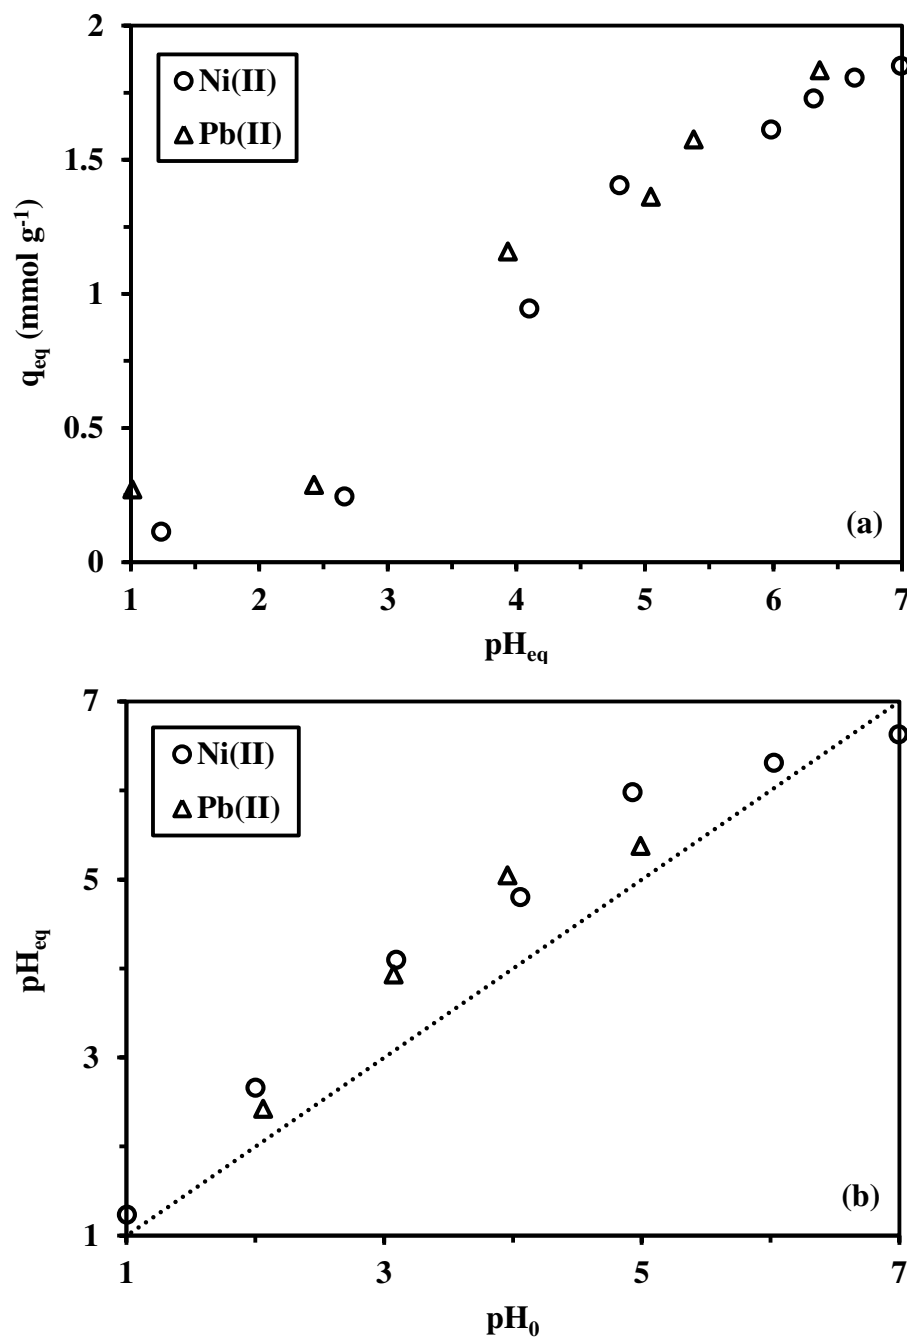 2
1.5
1
0.5
0
q_eq (mmol g⁻¹)
Ni(II)
Pb(II)
(a)
1 2 3 4 5 6 7
pH_eq
7
5
3
1
pH_eq
Ni(II)
Pb(II)
(b)
1 3 5 7
pH₀